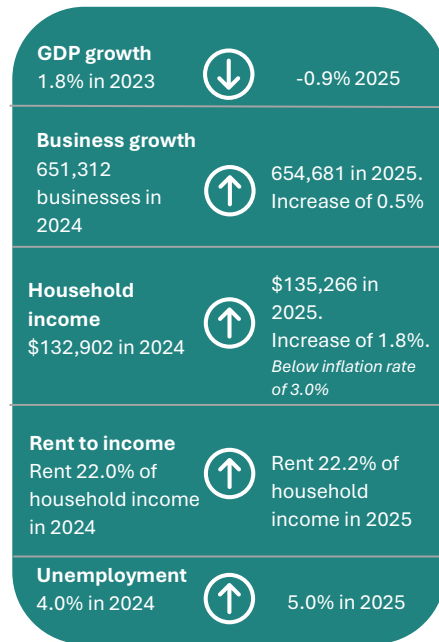 GDP growth
1.8% in 2023
-0.9% 2025
Business growth
651,312
businesses in
2024
654,681 in 2025.
Increase of 0.5%
Household
income
$132,902 in 2024
$135,266 in
2025.
Increase of 1.8%.
Below inflation rate
of 3.0%
Rent to income
Rent 22.0% of
household income
in 2024
Rent 22.2% of
household
income in 2025
Unemployment
4.0% in 2024
5.0% in 2025